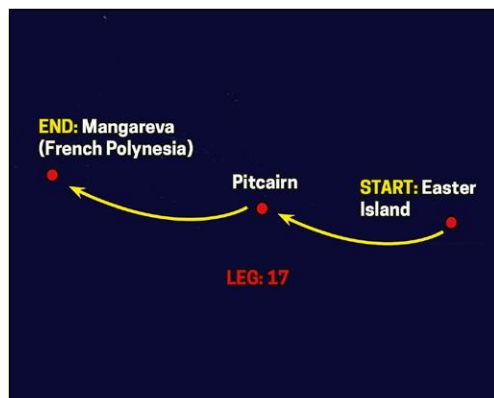 END: Mangareva
(French Polynesia)
Pitcairn
START: Easter
Island
LEG: 17